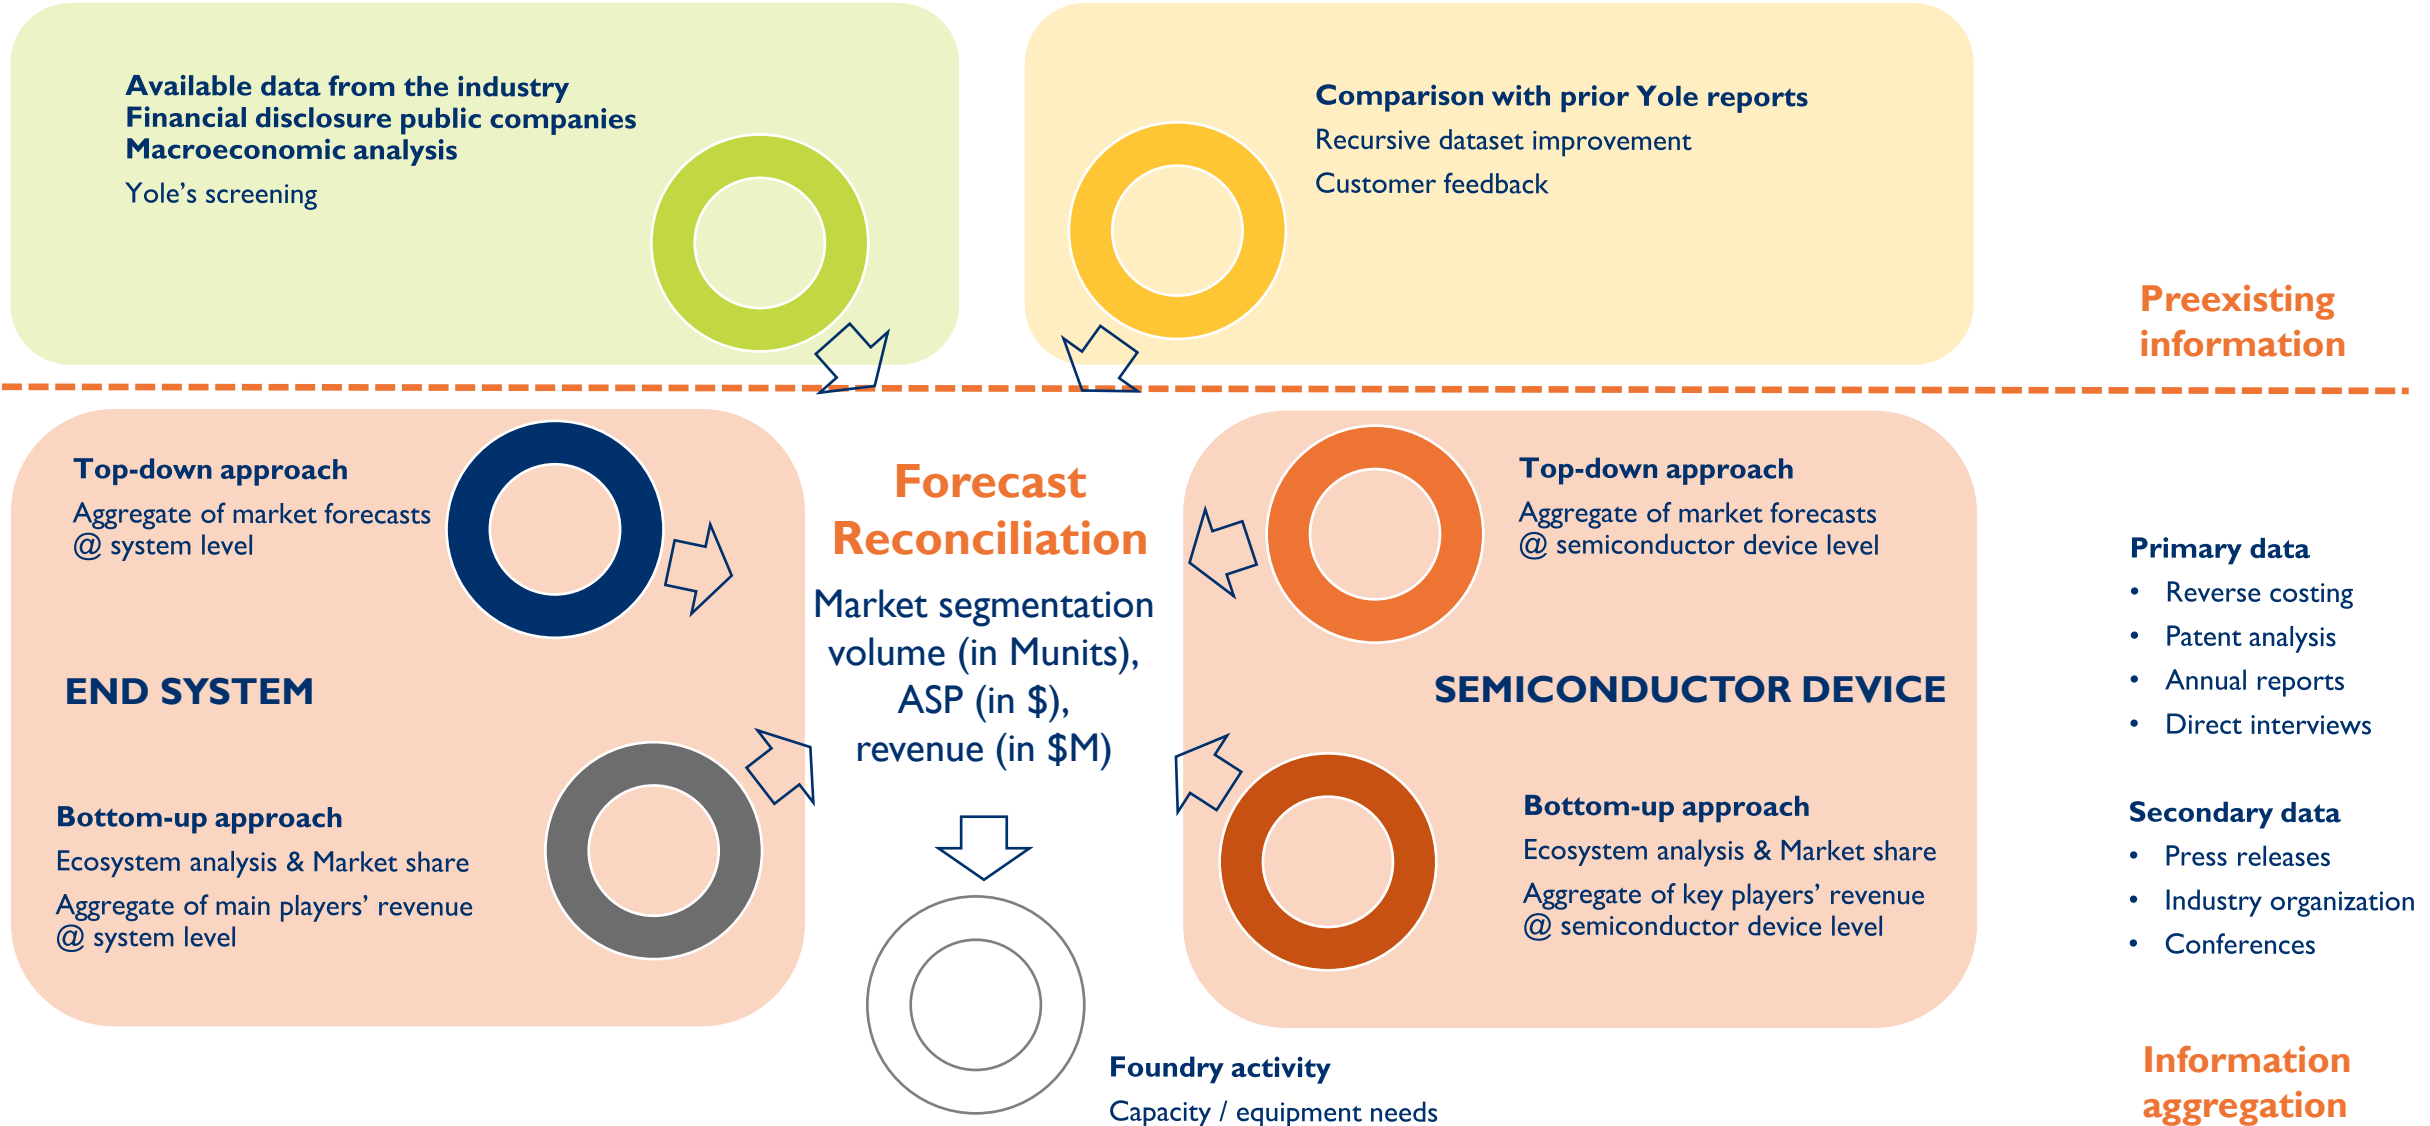 Available data from the industry
Financial disclosure public companies
Macroeconomic analysis
Yole’s screening
Comparison with prior Yole reports
Recursive dataset improvement
Customer feedback
Preexisting
information
Top-down approach
Aggregate of market forecasts
@ system level
END SYSTEM
Bottom-up approach
Ecosystem analysis & Market share
Aggregate of main players’ revenue
@ system level
Forecast
Reconciliation
Market segmentation
volume (in Munits),
ASP (in $),
revenue (in $M)
Top-down approach
Aggregate of market forecasts
@ semiconductor device level
SEMICONDUCTOR DEVICE
Bottom-up approach
Ecosystem analysis & Market share
Aggregate of key players’ revenue
@ semiconductor device level
Foundry activity
Capacity / equipment needs
Primary data
• Reverse costing
• Patent analysis
• Annual reports
• Direct interviews
Secondary data
• Press releases
• Industry organization
• Conferences
Information
aggregation